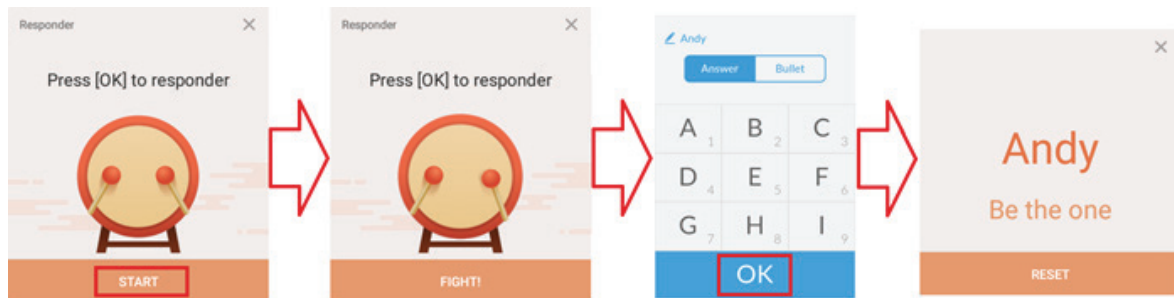 Responder ×
Press [OK] to responder
START
Responder ×
Press [OK] to responder
FIGHT!
Andy
Answer Bullet
A 1 B 2 C 3
D 4 E 5 F 6
G 7 H 8 I 9
OK
×
Andy
Be the one
RESET